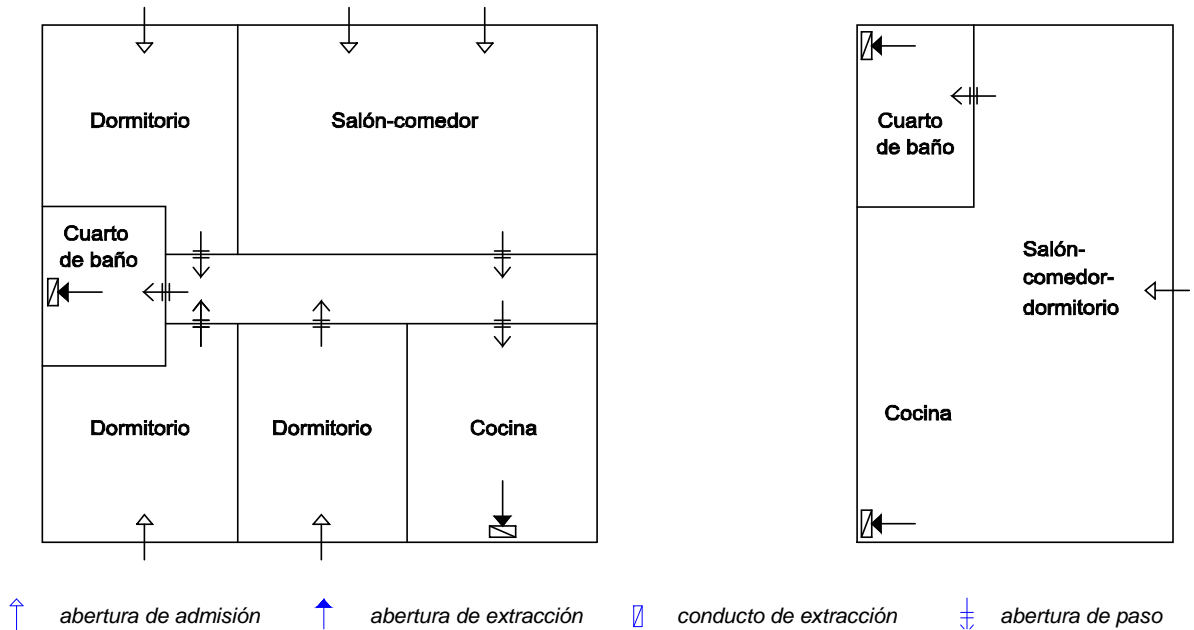 Dormitorio
Salón-comedor
Cuarto
de baño
Dormitorio
Dormitorio
Cocina
Cuarto
de baño
Salón-
comedor-
dormitorio
Cocina
abertura de admisión
abertura de extracción
conducto de extracción
abertura de paso